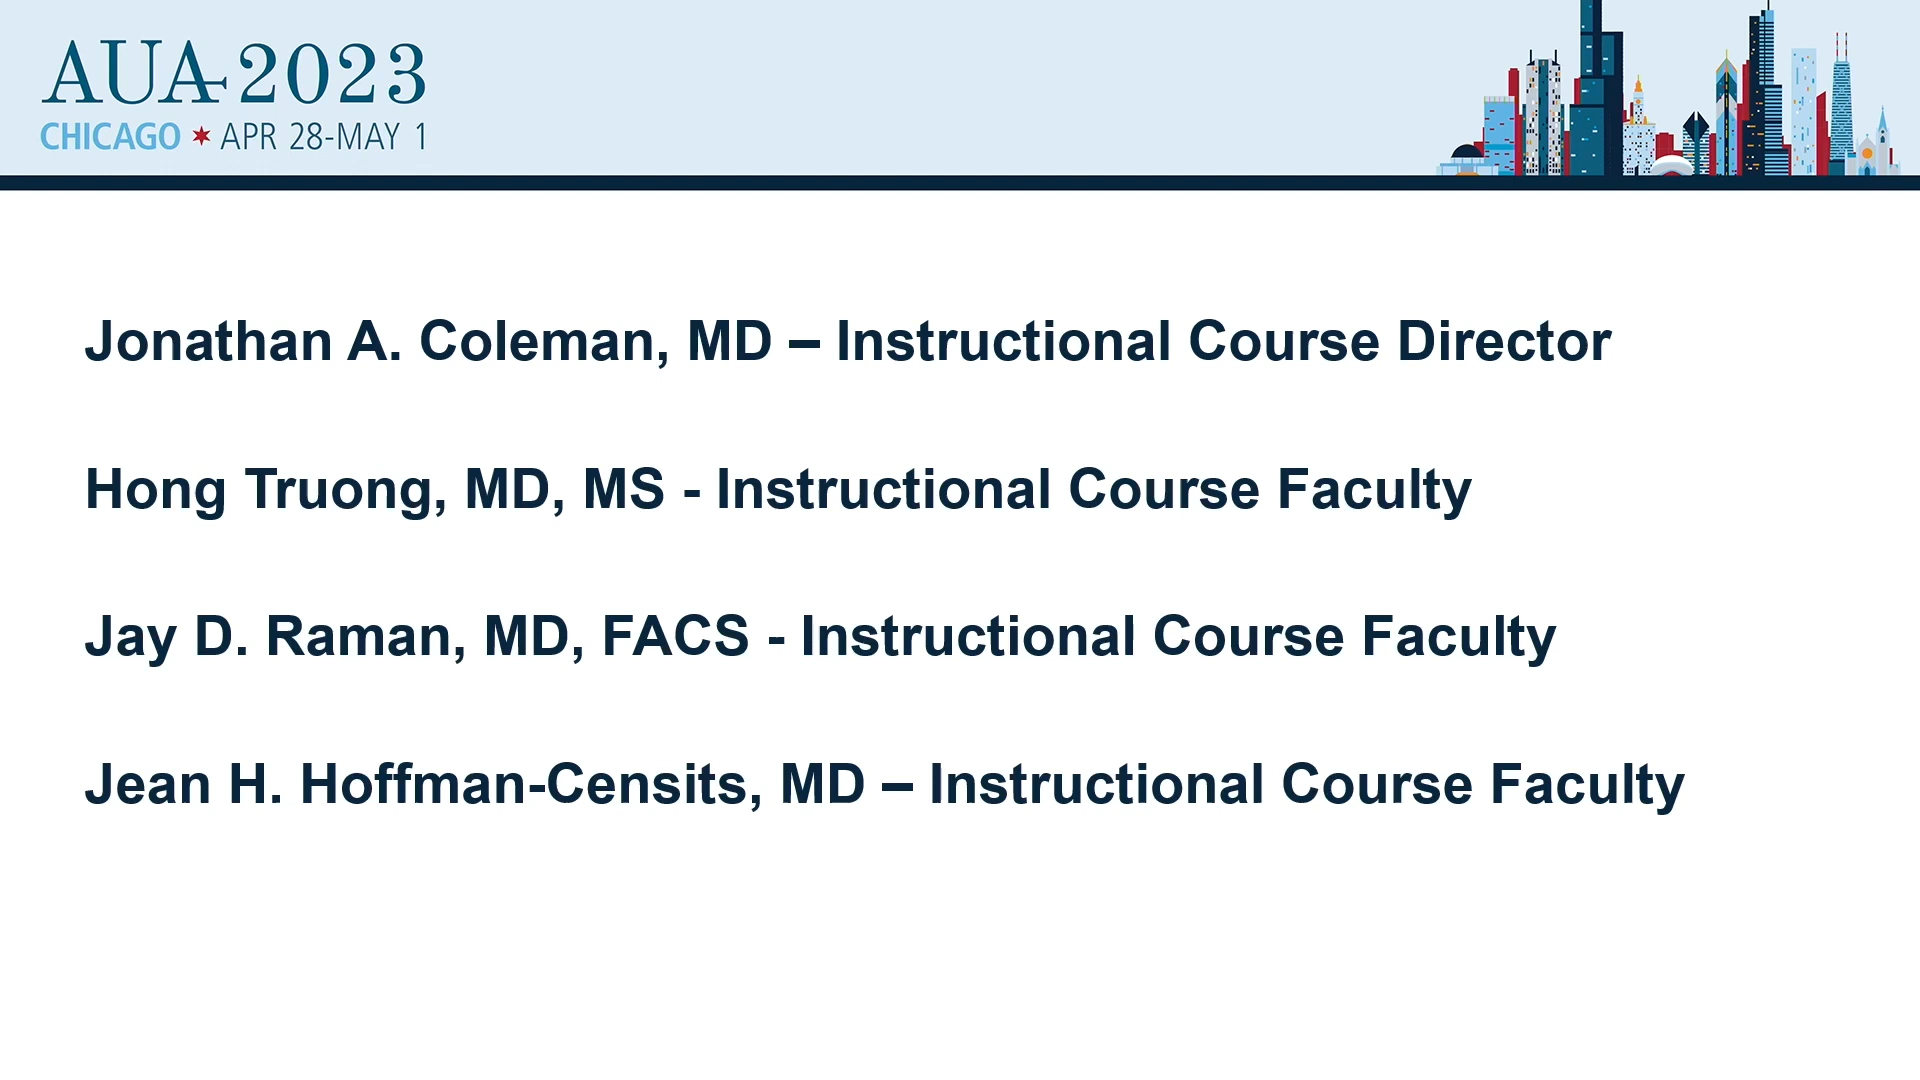 AUA 2023
CHICAGO ★ APR 28-MAY 1
Jonathan A. Coleman, MD – Instructional Course Director
Hong Truong, MD, MS - Instructional Course Faculty
Jay D. Raman, MD, FACS - Instructional Course Faculty
Jean H. Hoffman-Censits, MD – Instructional Course Faculty